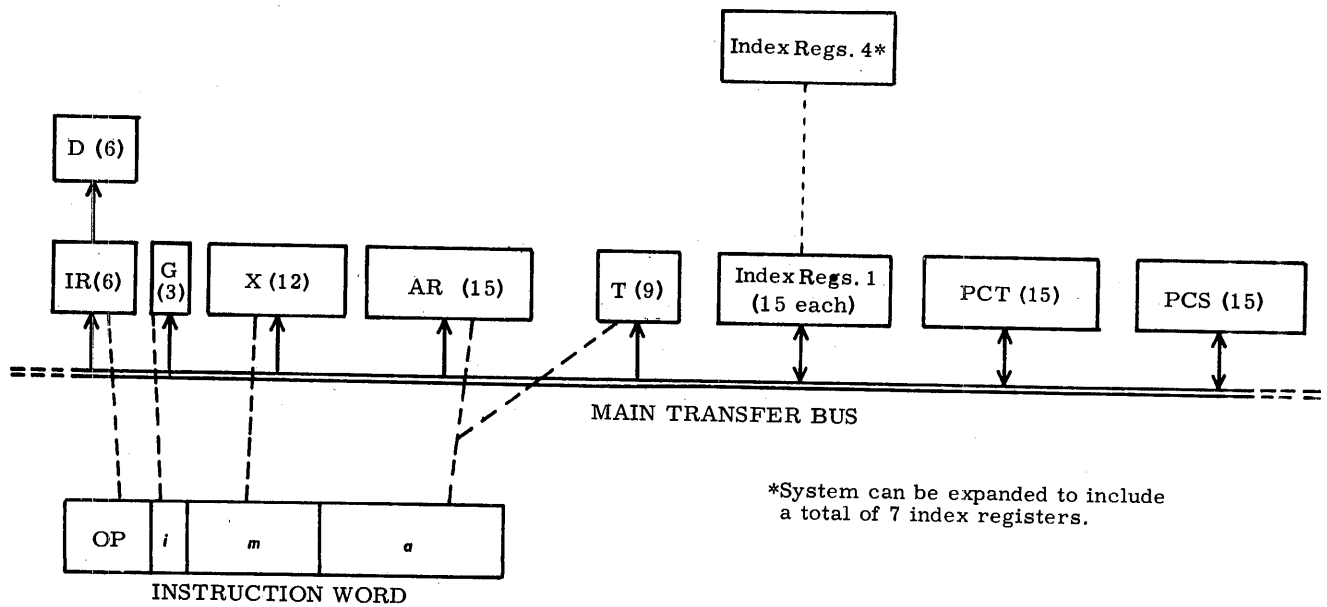 Index Regs. 4*
D (6)
IR(6)
G
(3)
X (12)
AR (15)
T (9)
Index Regs. 1
(15 each)
PCT (15)
PCS (15)
MAIN TRANSFER BUS
*System can be expanded to include
a total of 7 index registers.
OP
i
m
a
INSTRUCTION WORD